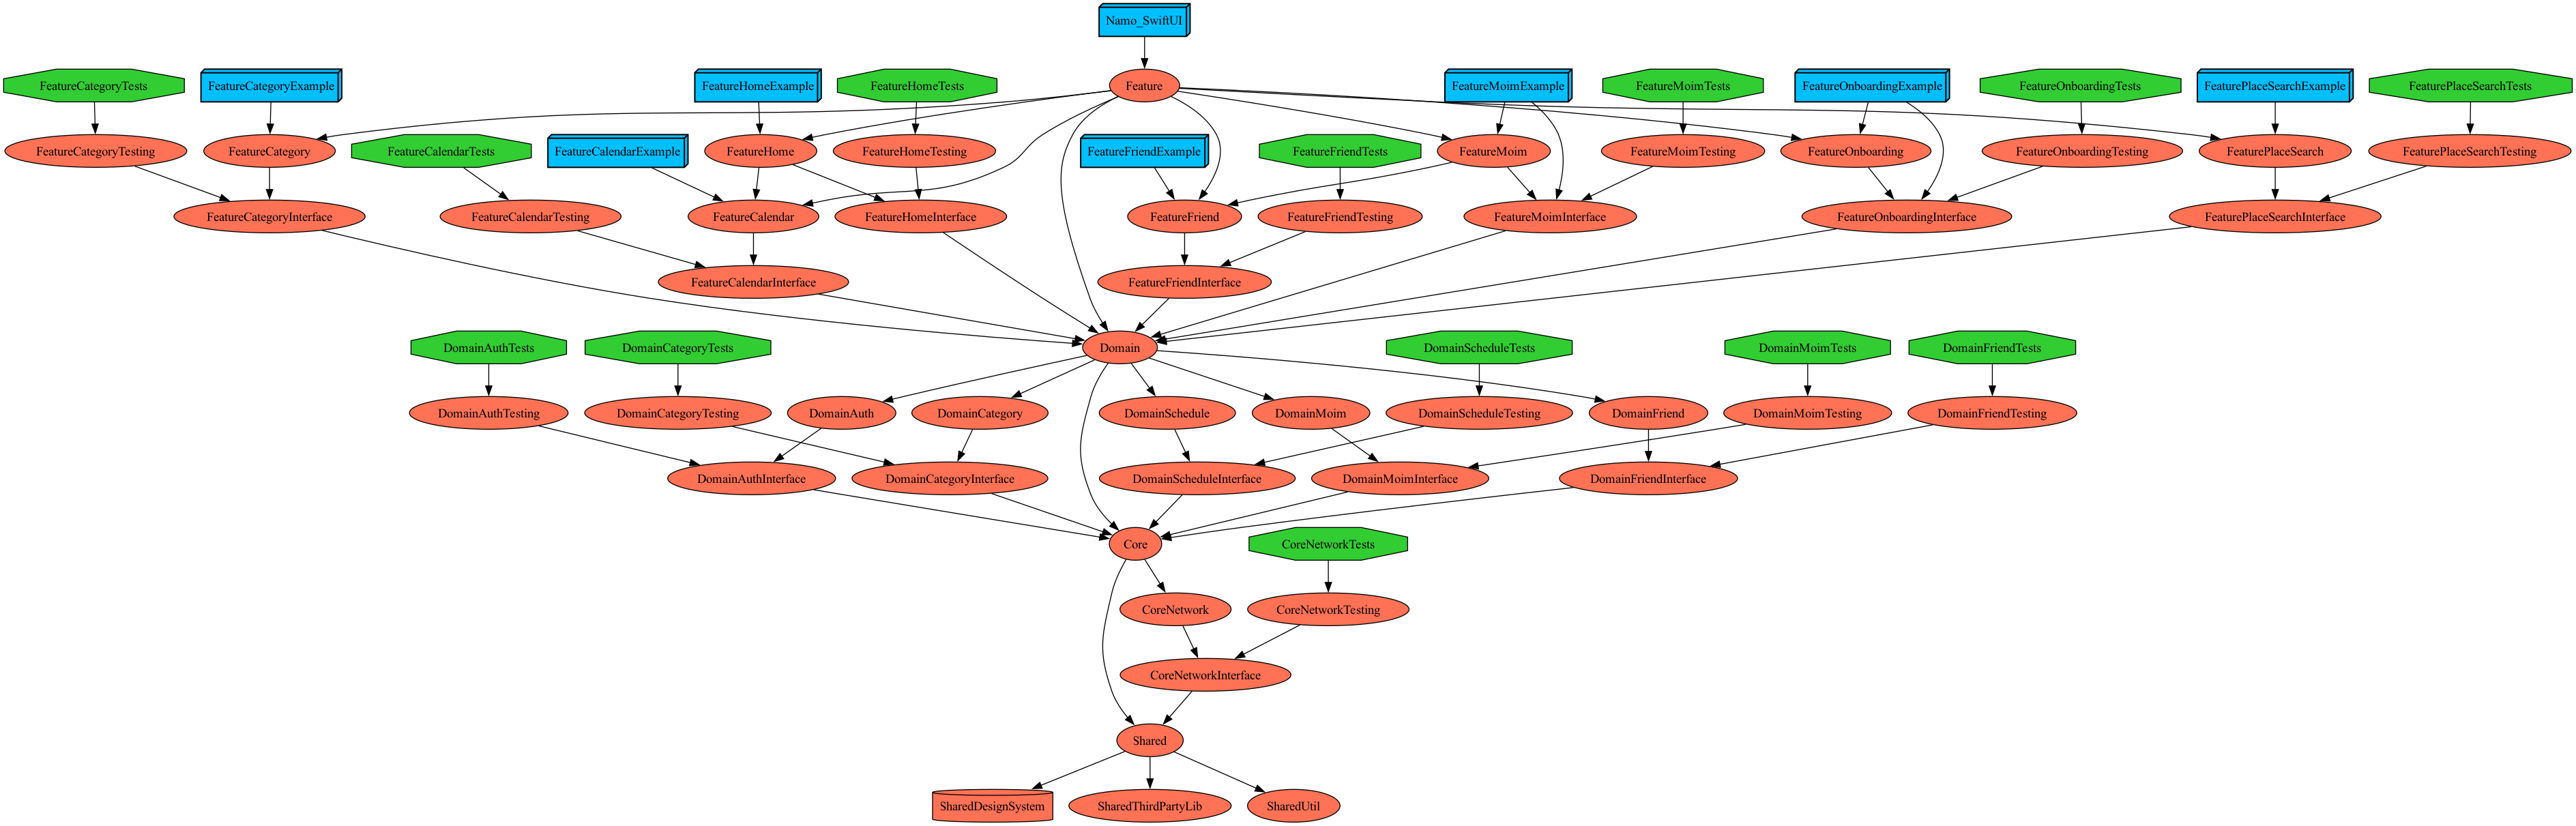 Namo_SwiftUI
FeatureCategoryTests
FeatureCategoryExample
FeatureHomeExample
FeatureHomeTests
Feature
FeatureMoimExample
FeatureMoimTests
FeatureOnboardingExample
FeatureOnboardingTests
FeaturePlaceSearchExample
FeaturePlaceSearchTests
FeatureCategoryTesting
FeatureCategory
FeatureCalendarTests
FeatureCalendarExample
FeatureHome
FeatureHomeTesting
FeatureFriendExample
FeatureFriendTests
FeatureMoim
FeatureMoimTesting
FeatureOnboarding
FeatureOnboardingTesting
FeaturePlaceSearch
FeaturePlaceSearchTesting
FeatureCategoryInterface
FeatureCalendarTesting
FeatureCalendar
FeatureHomeInterface
FeatureFriend
FeatureFriendTesting
FeatureMoimInterface
FeatureOnboardingInterface
FeaturePlaceSearchInterface
FeatureCalendarInterface
FeatureFriendInterface
DomainAuthTests
DomainCategoryTests
Domain
DomainScheduleTests
DomainMoimTests
DomainFriendTests
DomainAuthTesting
DomainCategoryTesting
DomainAuth
DomainCategory
DomainSchedule
DomainMoim
DomainScheduleTesting
DomainFriend
DomainMoimTesting
DomainFriendTesting
DomainAuthInterface
DomainCategoryInterface
DomainScheduleInterface
DomainMoimInterface
DomainFriendInterface
Core
CoreNetworkTests
CoreNetwork
CoreNetworkTesting
CoreNetworkInterface
Shared
SharedDesignSystem
SharedThirdPartyLib
SharedUtil